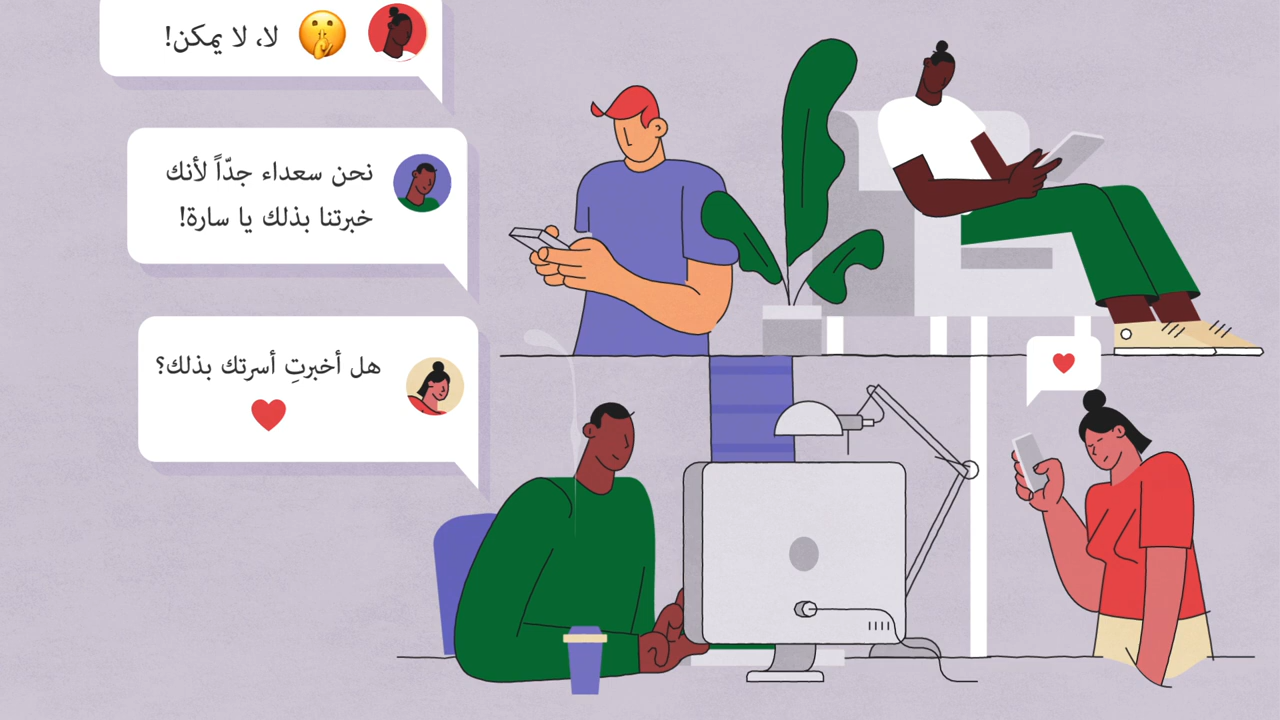 لا، لا يمكن!
نحن سعداء جدّاً لأنك
خبرتنا بذلك يا سارة!
هل أخبرتِ أسرتك بذلك؟